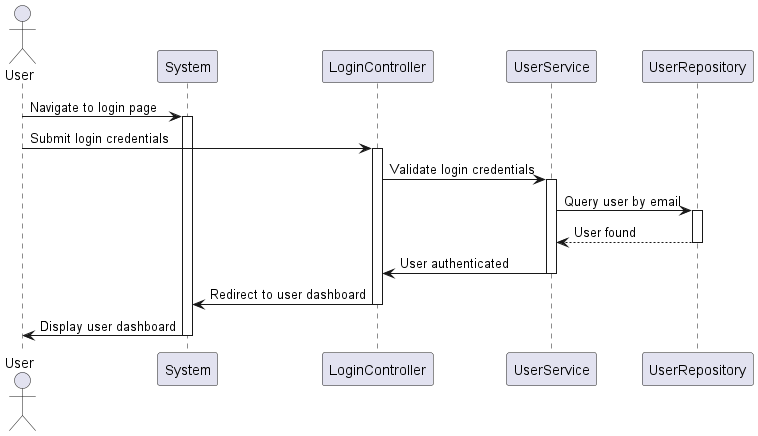 User
System
LoginController
UserService
UserRepository
Navigate to login page
Submit login credentials
Validate login credentials
Query user by email
User found
User authenticated
Redirect to user dashboard
Display user dashboard
User
System
LoginController
UserService
UserRepository